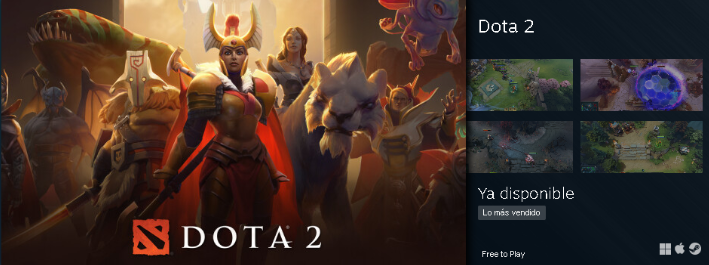 DOTA 2
Dota 2
Ya disponible
Lo más vendido
Free to Play